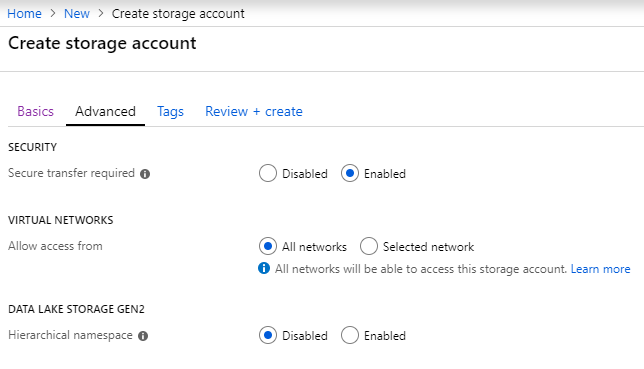 Home > New > Create storage account
Create storage account
Basics Advanced Tags Review + create
SECURITY
Secure transfer required Disabled Enabled
VIRTUAL NETWORKS
Allow access from All networks Selected network
All networks will be able to access this storage account. Learn more
DATA LAKE STORAGE GEN2
Hierarchical namespace Disabled Enabled